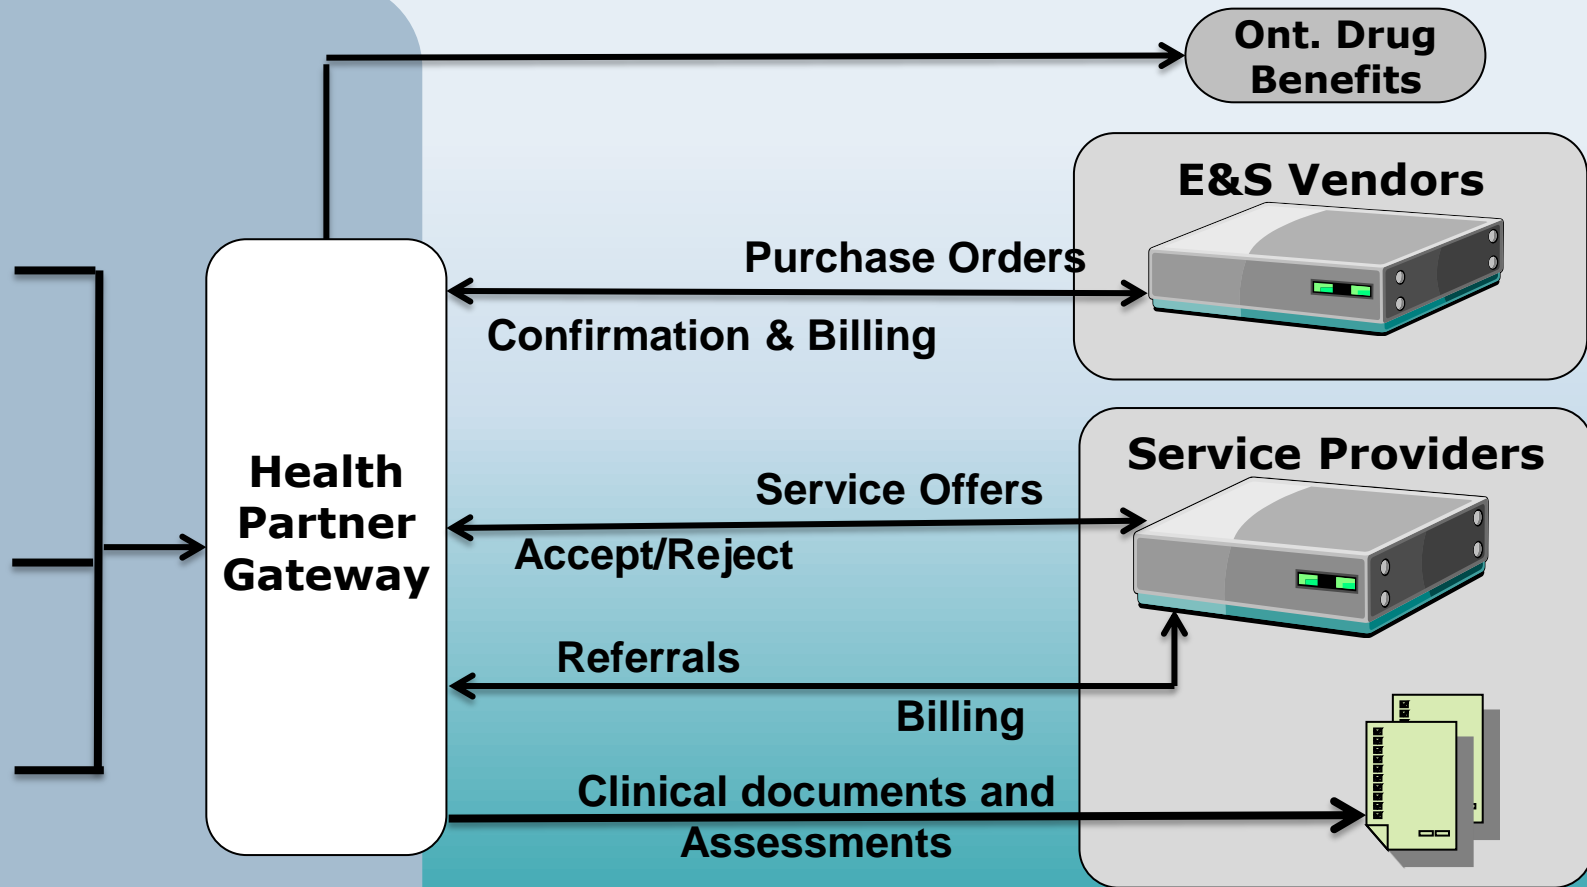 Ont. Drug
Benefits
E&S Vendors
Purchase Orders
Confirmation & Billing
Health
Partner
Gateway
Service Providers
Service Offers
Accept/Reject
Referrals
Billing
Clinical documents and
Assessments